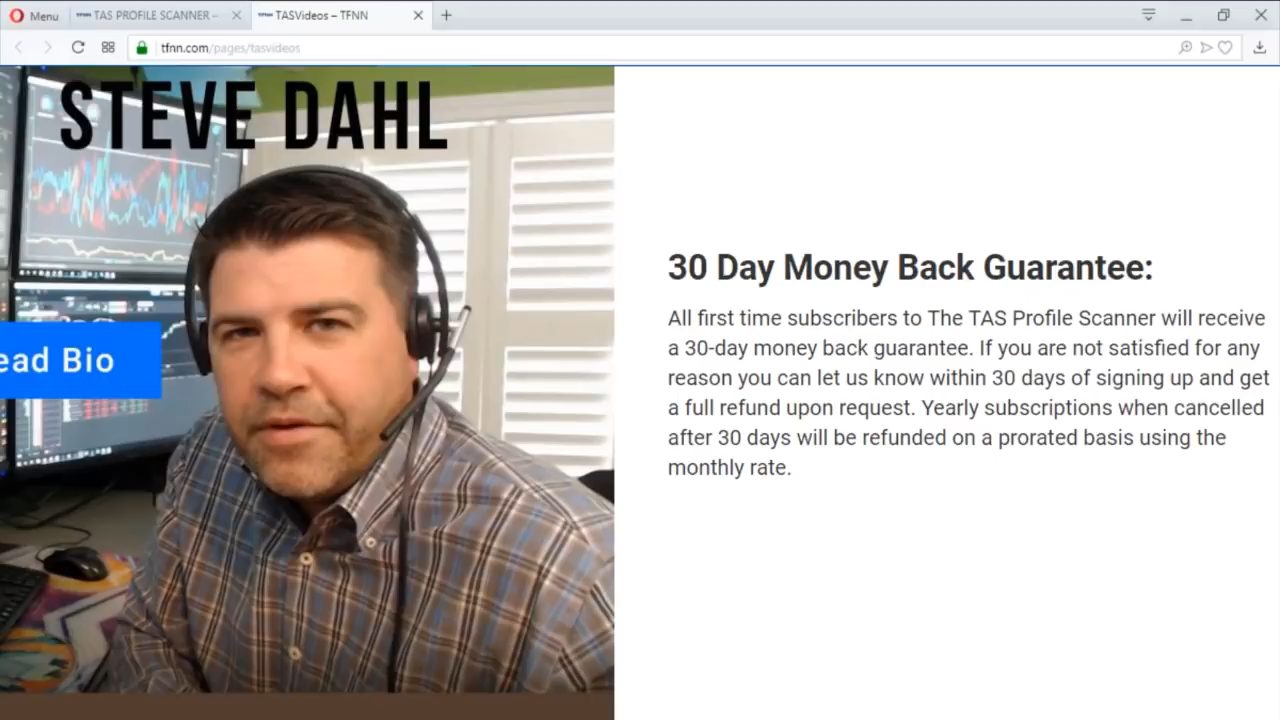 Menu
TAS PROFILE SCANNER –
TASVideos – TFNN
tfnn.com/pages/tasvideos
STEVE DAHL
ead Bio
30 Day Money Back Guarantee:
All first time subscribers to The TAS Profile Scanner will receive
a 30-day money back guarantee. If you are not satisfied for any
reason you can let us know within 30 days of signing up and get
a full refund upon request. Yearly subscriptions when cancelled
after 30 days will be refunded on a prorated basis using the
monthly rate.